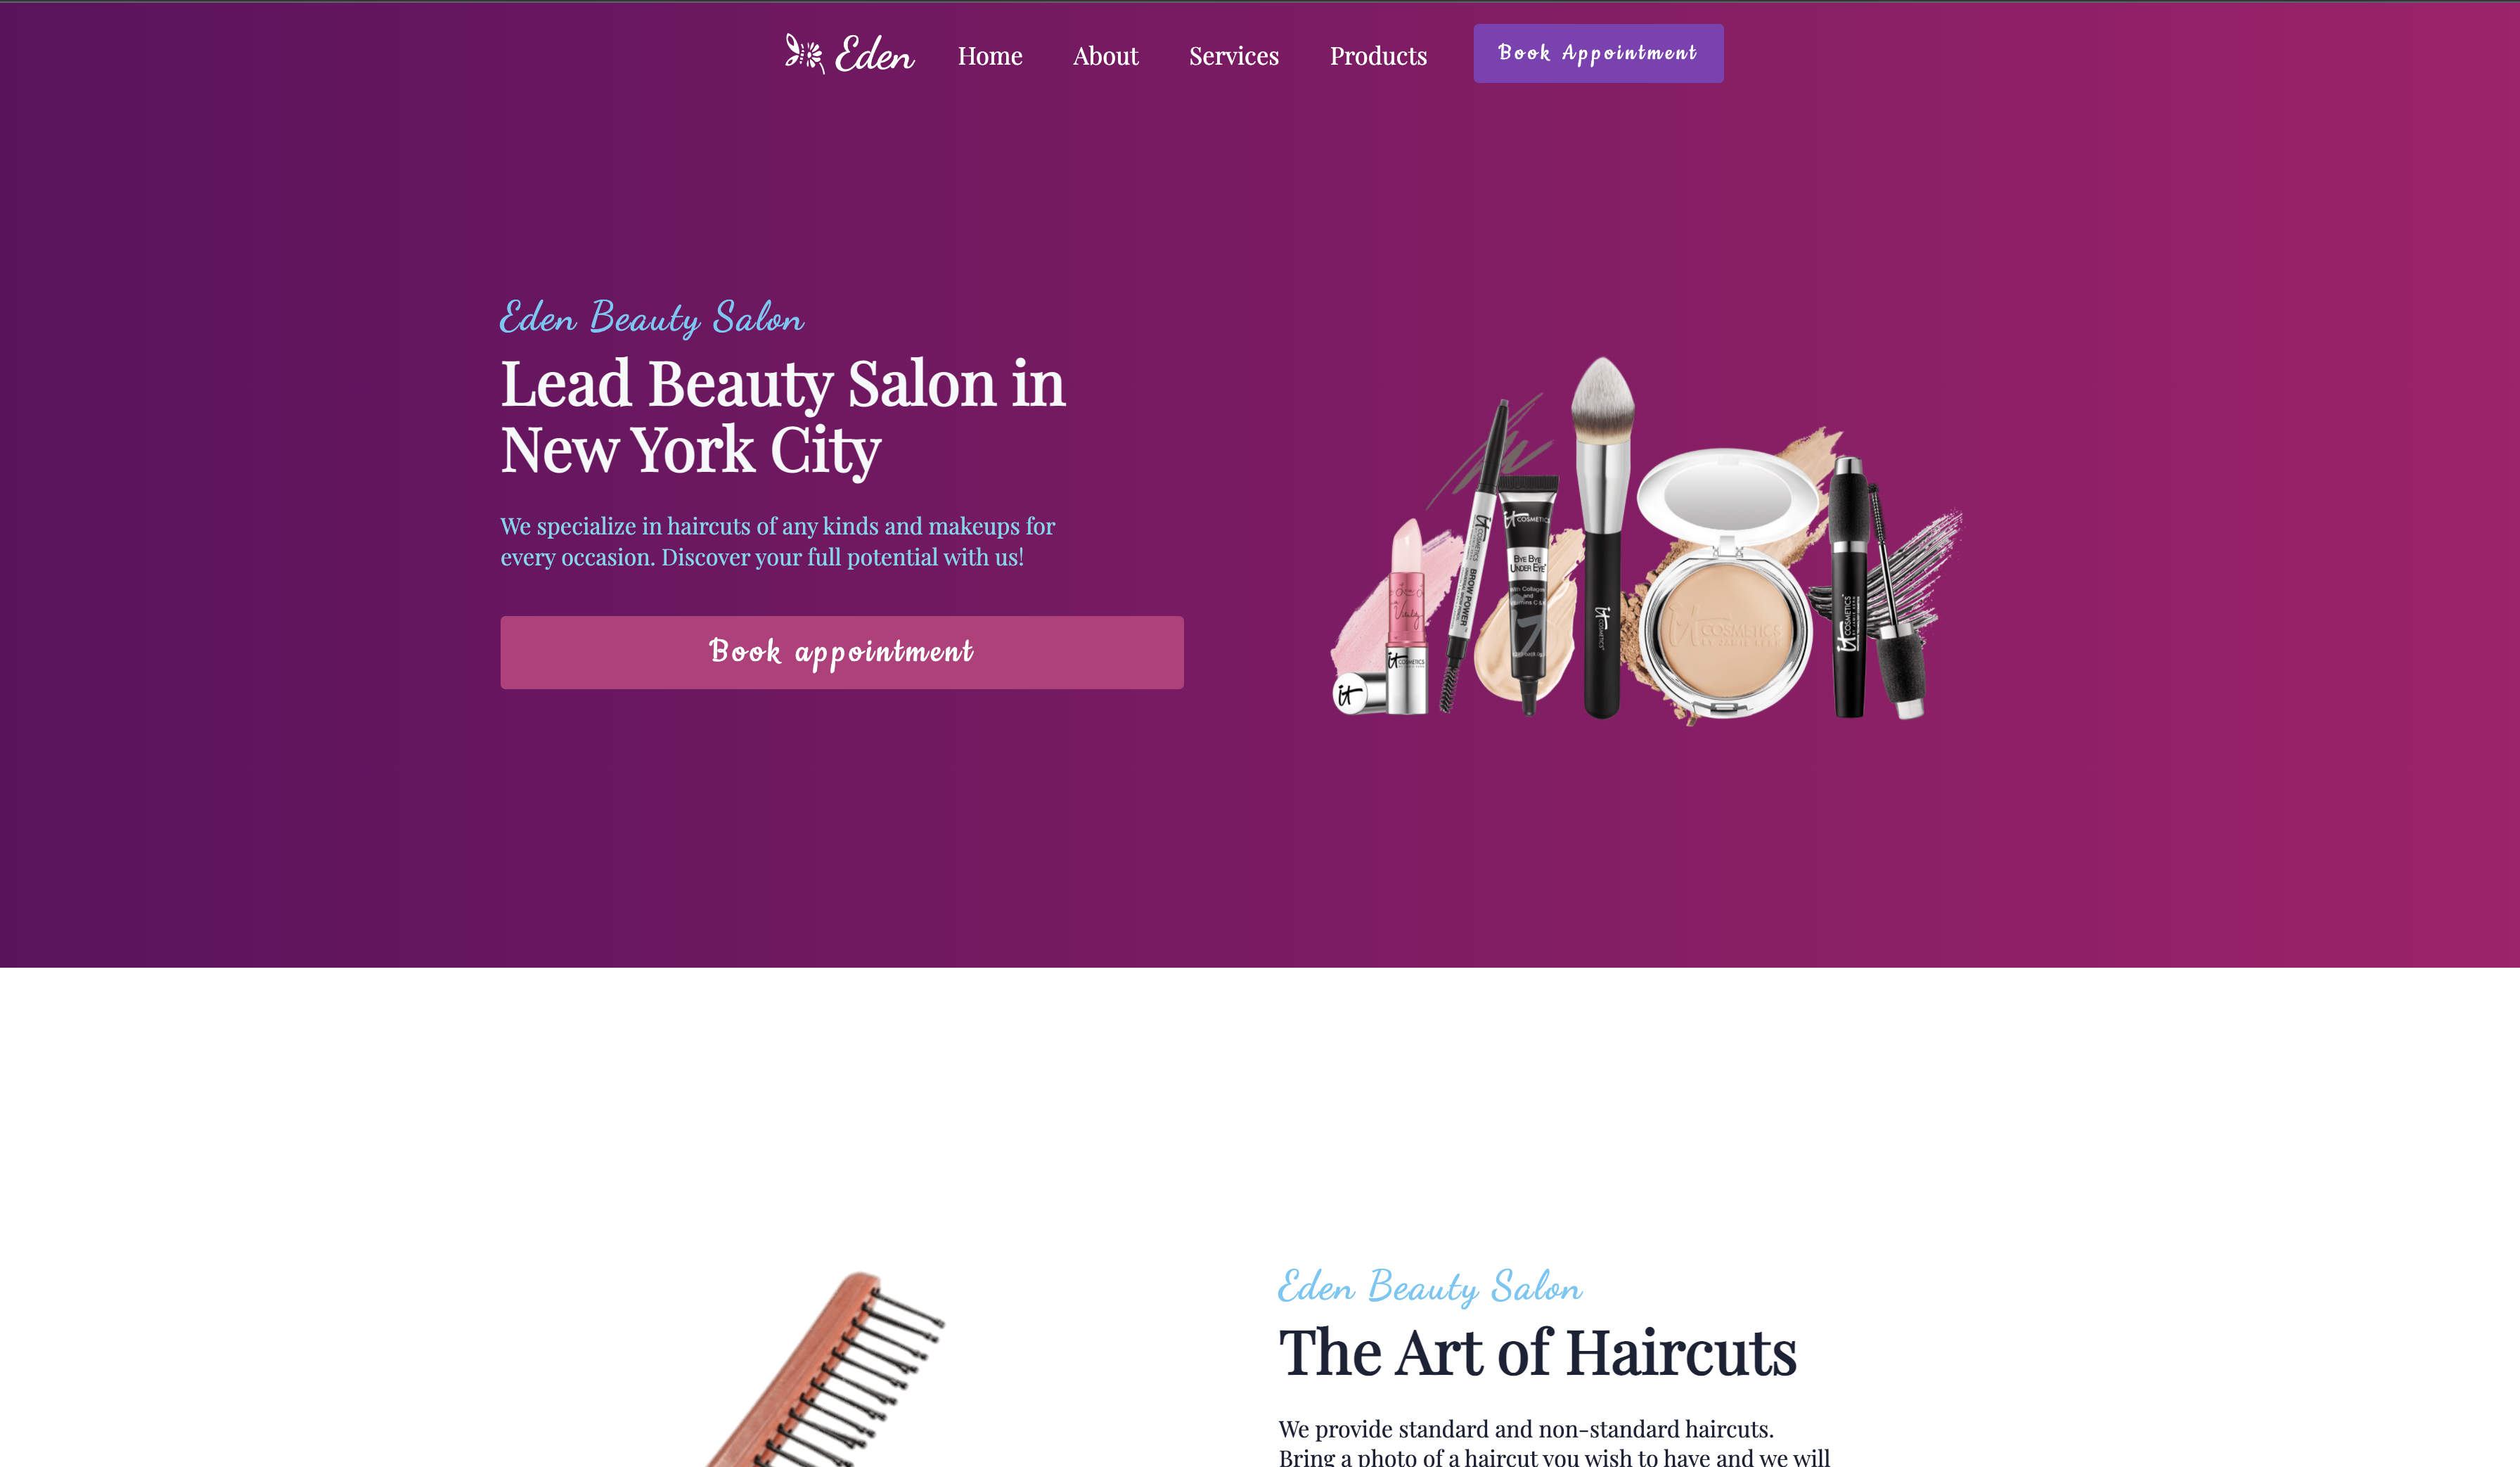 Eden Home About Services Products Book Appointment
Eden Beauty Salon
Lead Beauty Salon in
New York City
We specialize in haircuts of any kinds and makeups for
every occasion. Discover your full potential with us!
Book appointment
it COSMETICS
it
it COSMETICS
BROW POWER
it COSMETICS
BYE BYE
UNDER EYE
it COSMETICS
it COSMETICS
it COSMETICS
Eden Beauty Salon
The Art of Haircuts
We provide standard and non-standard haircuts.
Bring a photo of a haircut you wish to have and we will